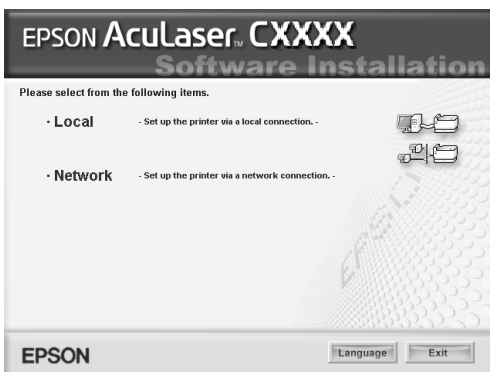 EPSON AcuLaser™ CXXXX
Software Installation
Please select from the following items.
· Local - Set up the printer via a local connection. -
· Network - Set up the printer via a network connection. -
EPSON
EPSON Language Exit